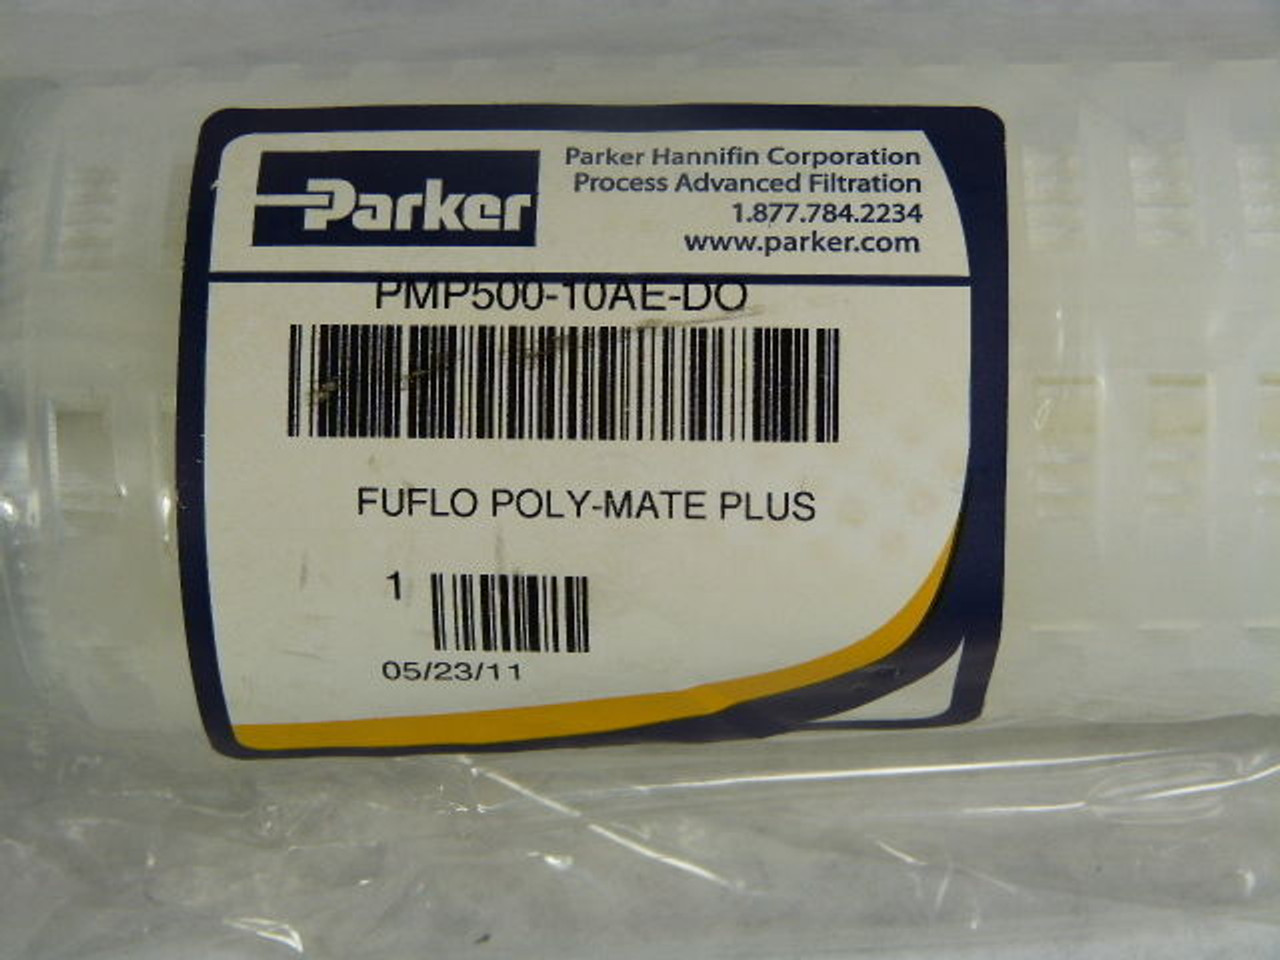 Parker
Parker Hannifin Corporation
Process Advanced Filtration
1.877.784.2234
www.parker.com
PMP500-10AE-DO
FUFLO POLY-MATE PLUS
1
05/23/11